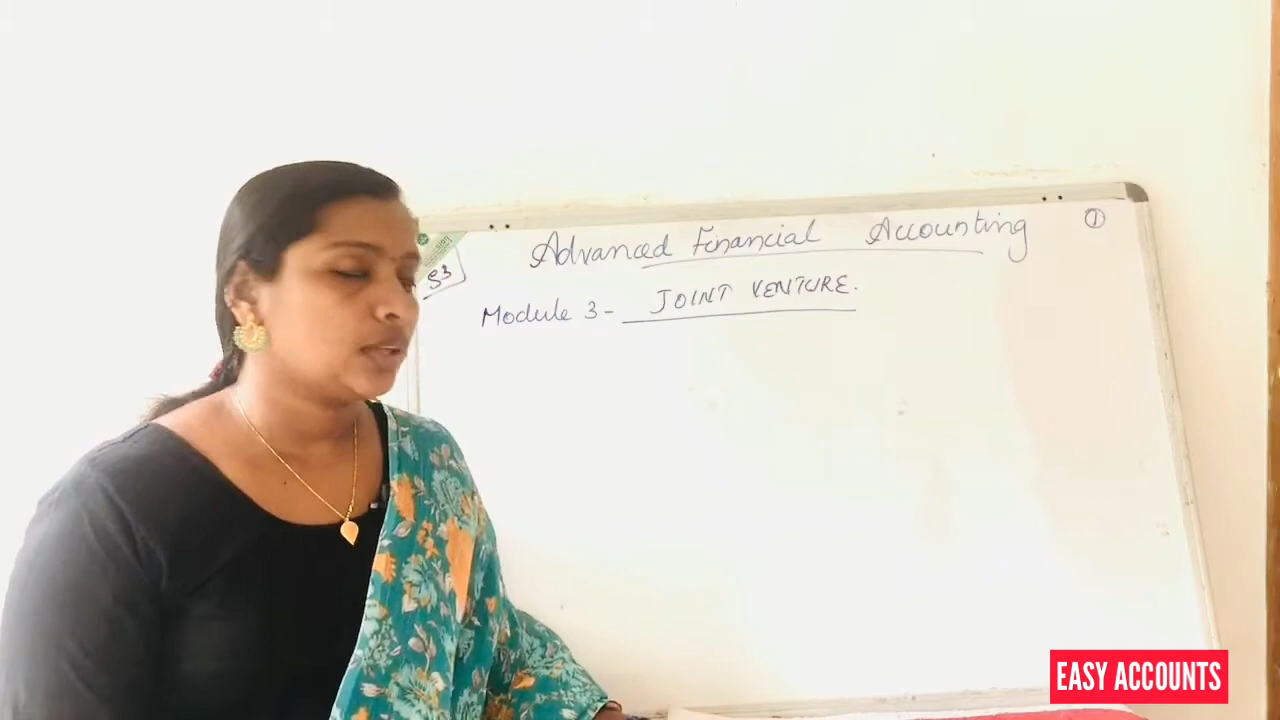 Advanced Financial Accounting ①
S3
Module 3- JOINT VENTURE.
EASY ACCOUNTS